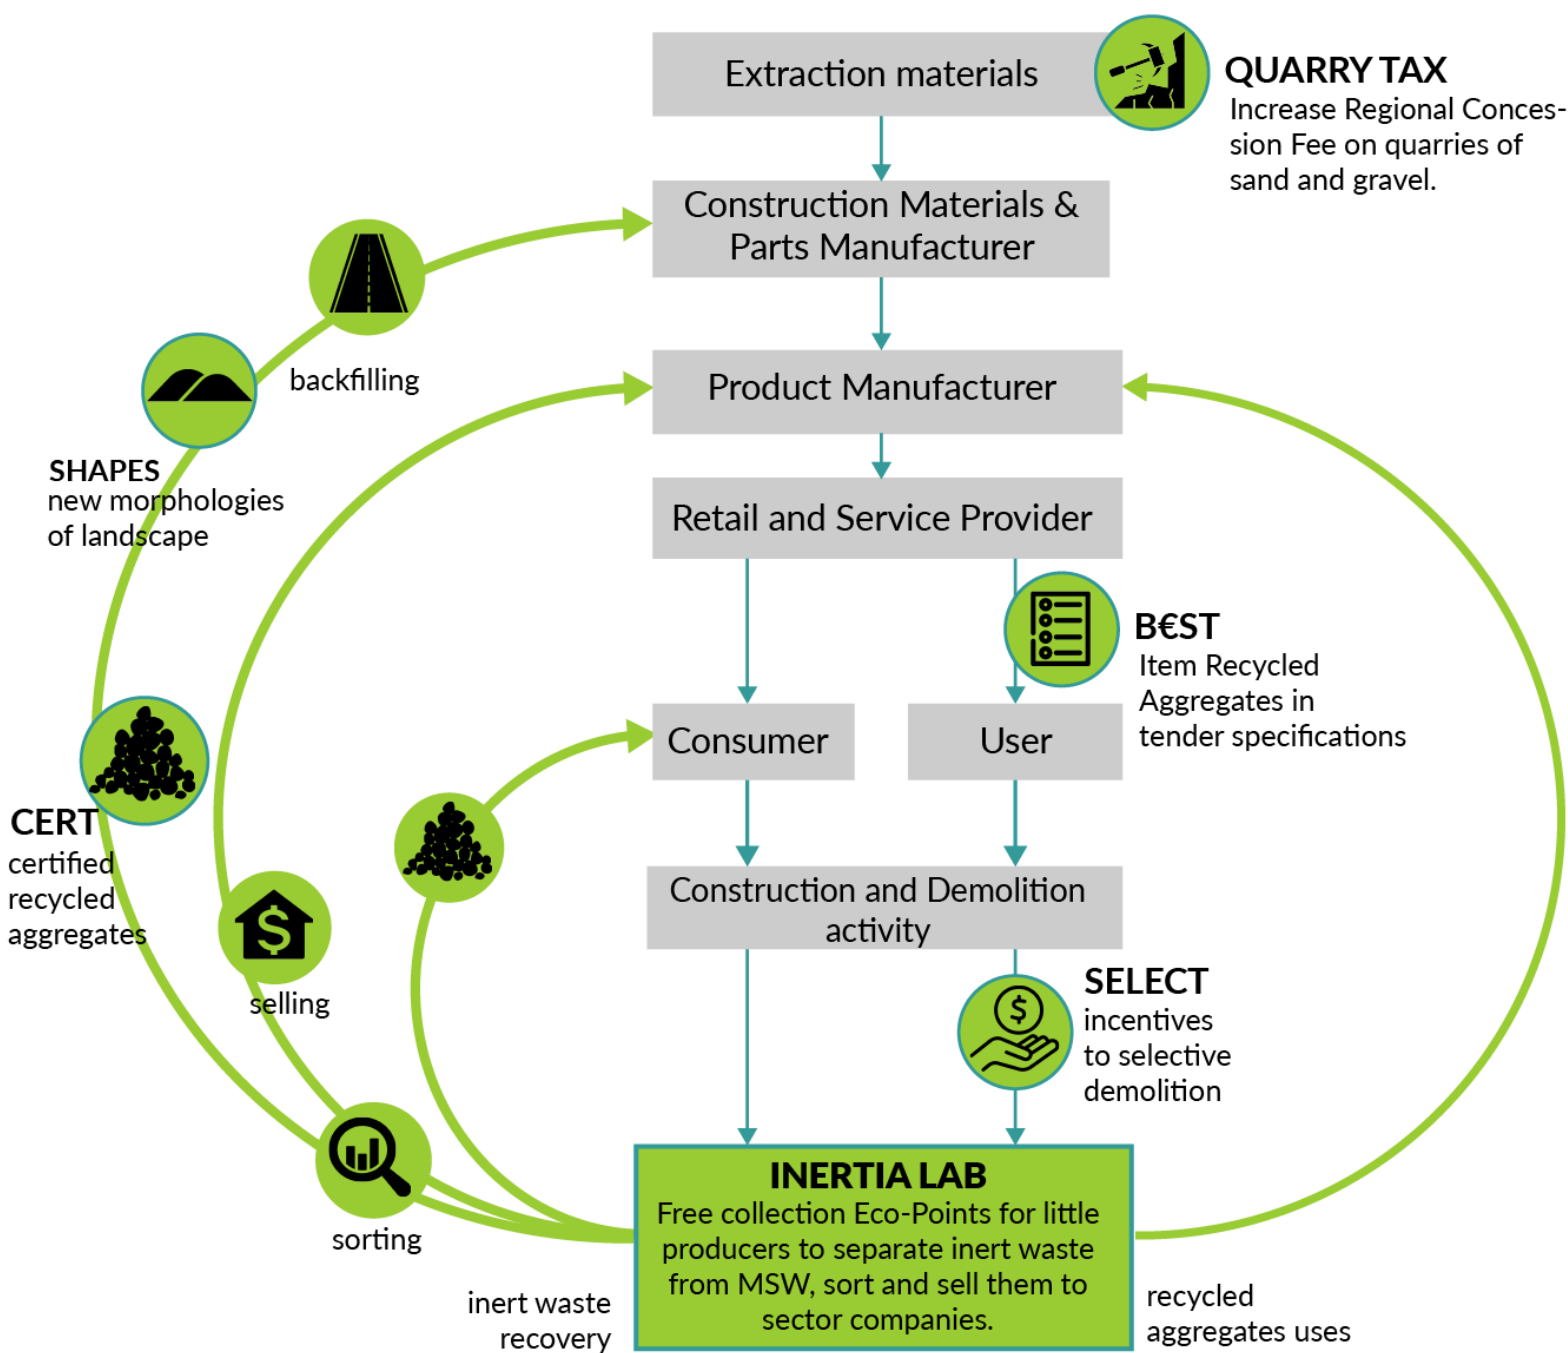 Extraction materials
QUARRY TAX
Increase Regional Conces-
sion Fee on quarries of
sand and gravel.
Construction Materials &
Parts Manufacturer
backfilling
Product Manufacturer
SHAPES
new morphologies
of landscape
Retail and Service Provider
B€ST
Item Recycled
Aggregates in
tender specifications
Consumer
User
CERT
certified
recycled
aggregates
$
selling
Construction and Demolition
activity
$
SELECT
incentives
to selective
demolition
sorting
INERTIA LAB
Free collection Eco-Points for little
producers to separate inert waste
from MSW, sort and sell them to
sector companies.
inert waste
recovery
recycled
aggregates uses